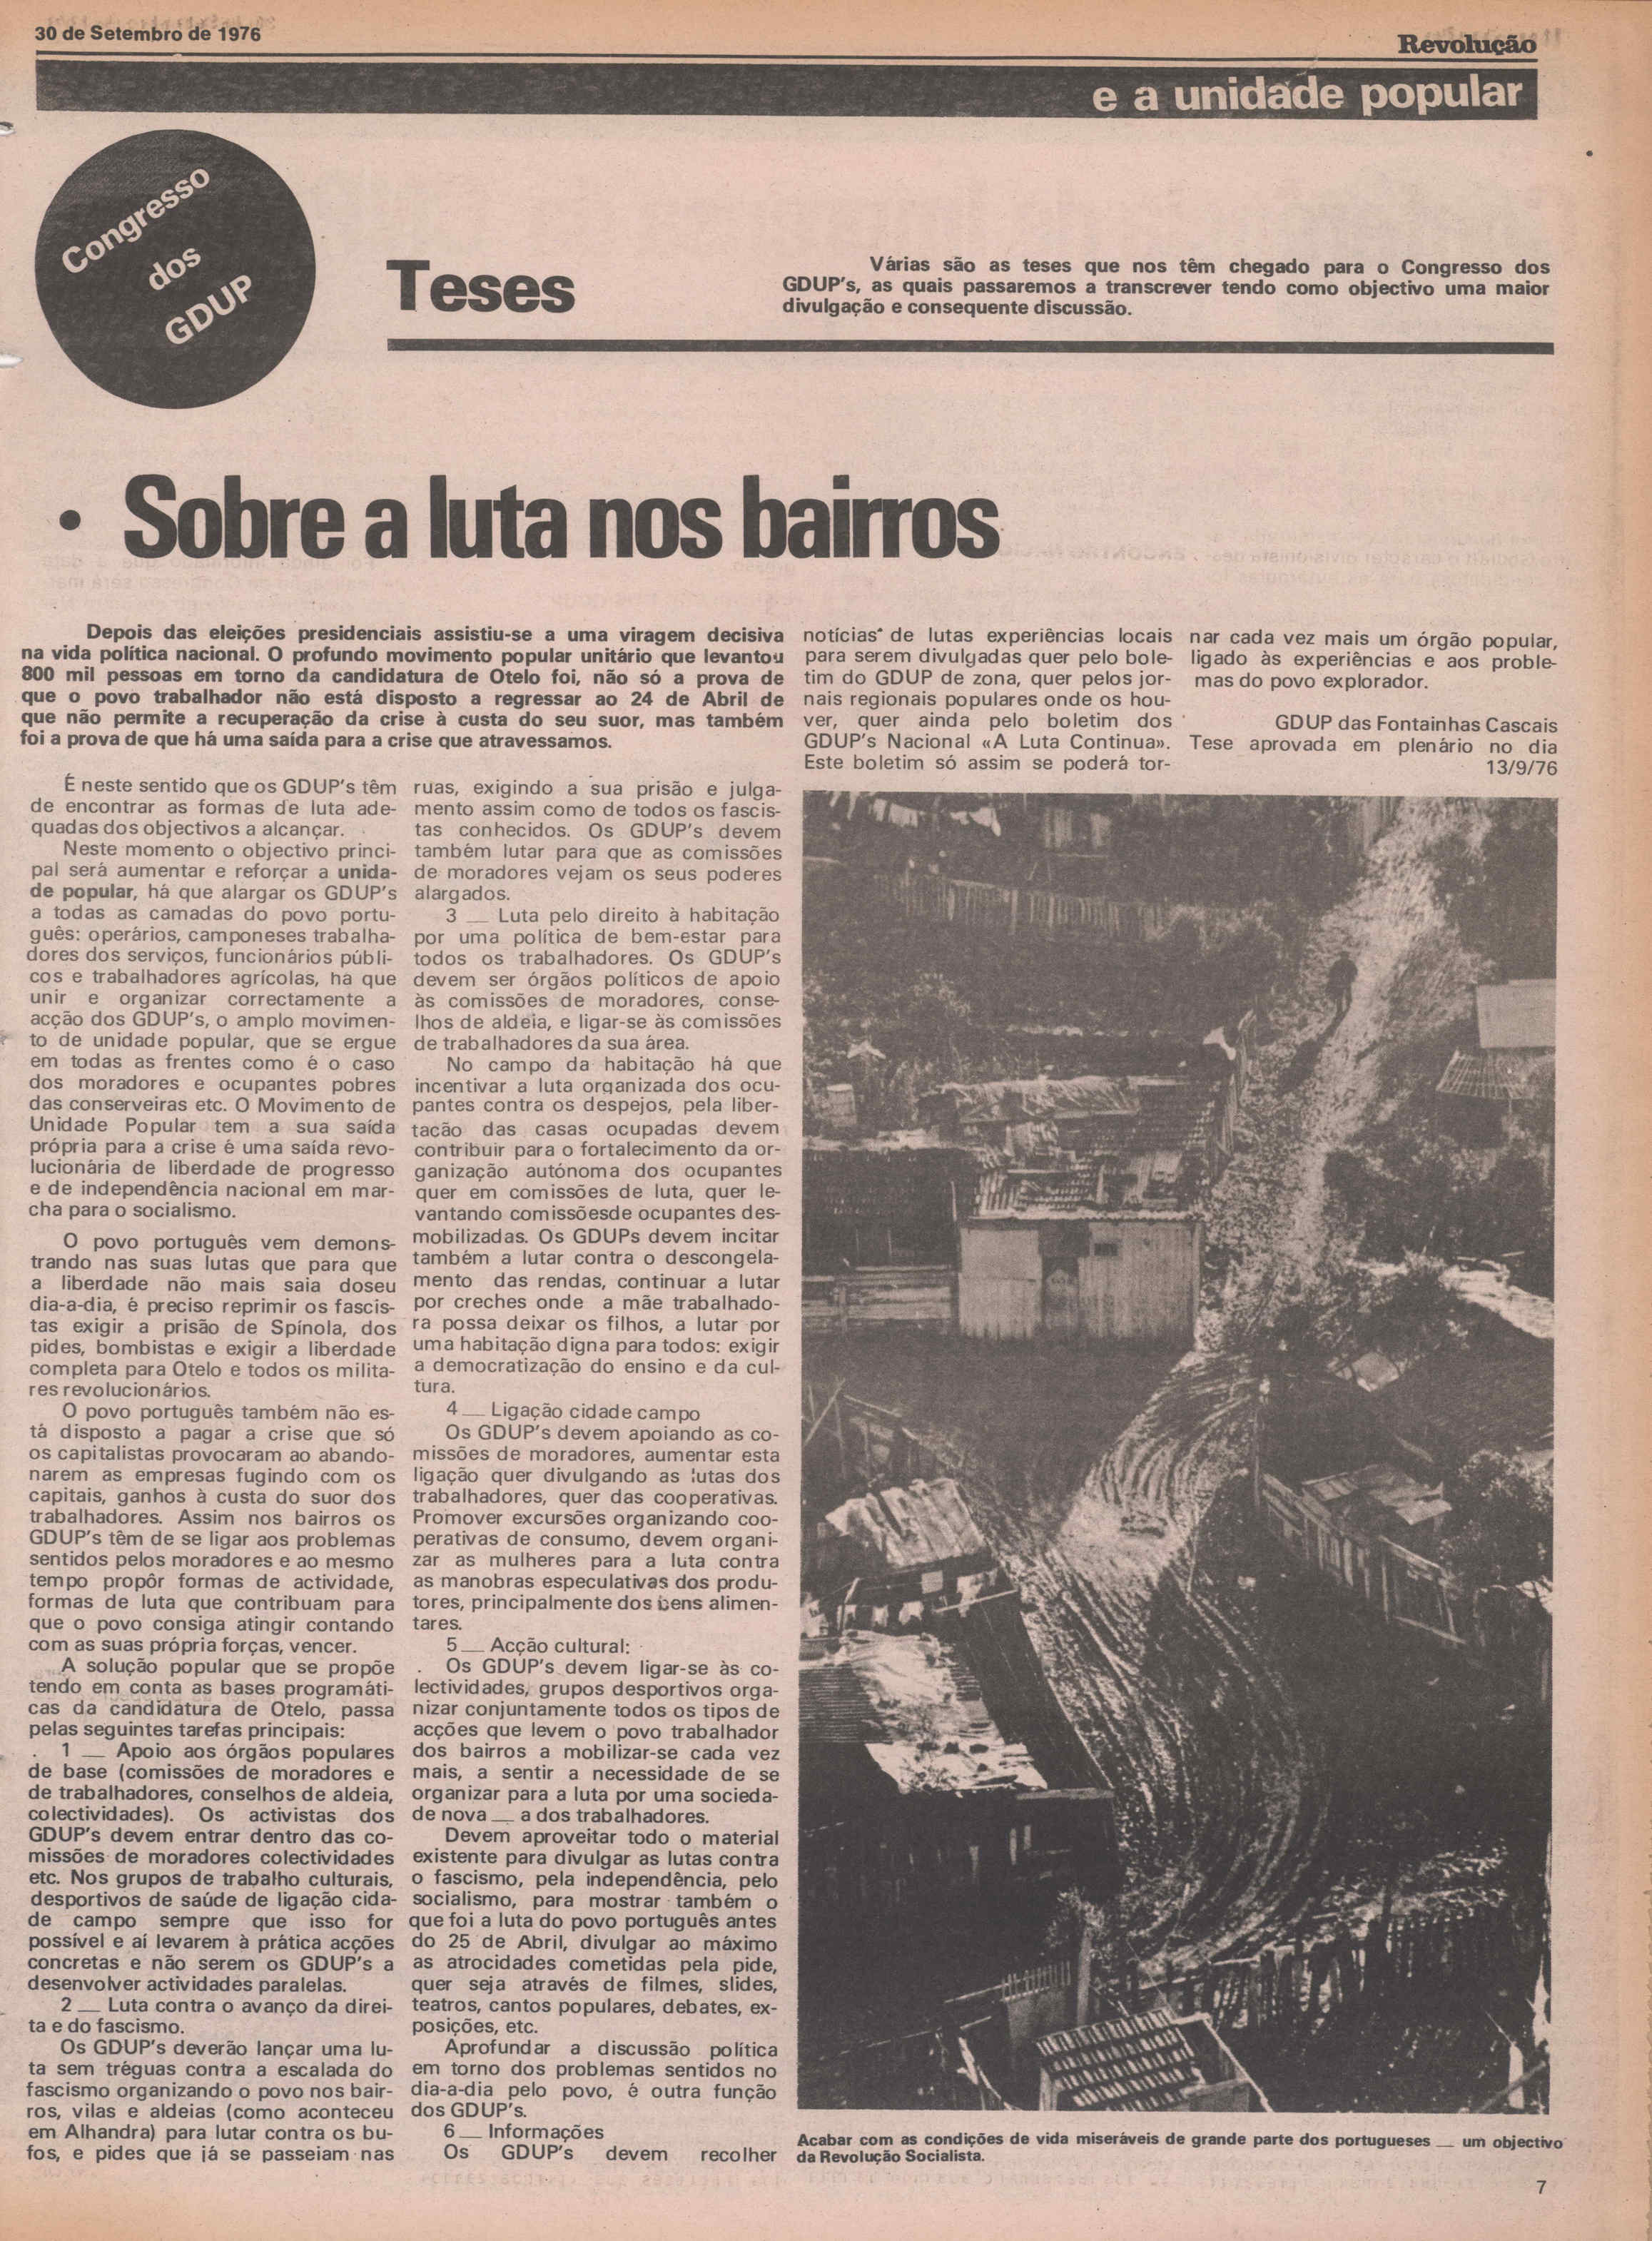 30 de Setembro de 1976
Revolução
e a unidade popular
Congresso
dos
GDUP
Teses
Várias são as teses que nos têm chegado para o Congresso dos
GDUP's, as quais passaremos a transcrever tendo como objectivo uma maior
divulgação e consequente discussão.
• Sobre a luta nos bairros
Depois das eleições presidenciais assistiu-se a uma viragem decisiva
na vida política nacional. O profundo movimento popular unitário que levantou
800 mil pessoas em torno da candidatura de Otelo foi, não só a prova de
que o povo trabalhador não está disposto a regressar ao 24 de Abril de
que não permite a recuperação da crise à custa do seu suor, mas também
foi a prova de que há uma saída para a crise que atravessamos.
É neste sentido que os GDUP's têm
de encontrar as formas de luta ade-
quadas dos objectivos a alcançar.
Neste momento o objectivo princi-
pal será aumentar e reforçar a unida-
de popular, há que alargar os GDUP's
a todas as camadas do povo portu-
guês: operários, camponeses trabalha-
dores dos serviços, funcionários públi-
cos e trabalhadores agrícolas, ha que
unir e organizar correctamente a
acção dos GDUP's, o amplo movimen-
to de unidade popular, que se ergue
em todas as frentes como é o caso
dos moradores e ocupantes pobres
das conserveiras etc. O Movimento de
Unidade Popular tem a sua saída
própria para a crise é uma saída revo-
lucionária de liberdade de progresso
e de independência nacional em mar-
cha para o socialismo.
O povo português vem demons-
trando nas suas lutas que para que
a liberdade não mais saia doseu
dia-a-dia, é preciso reprimir os fascis-
tas exigir a prisão de Spínola, dos
pides, bombistas e exigir a liberdade
completa para Otelo e todos os milita-
res revolucionários.
O povo português também não es-
tá disposto a pagar a crise que só
os capitalistas provocaram ao abando-
narem as empresas fugindo com os
capitais, ganhos à custa do suor dos
trabalhadores. Assim nos bairros os
GDUP's têm de se ligar aos problemas
sentidos pelos moradores e ao mesmo
tempo propôr formas de actividade,
formas de luta que contribuam para
que o povo consiga atingir contando
com as suas própria forças, vencer.
A solução popular que se propõe
tendo em conta as bases programáti-
cas da candidatura de Otelo, passa
pelas seguintes tarefas principais:
1 — Apoio aos órgãos populares
de base (comissões de moradores e
de trabalhadores, conselhos de aldeia,
colectividades). Os activistas dos
GDUP's devem entrar dentro das co-
missões de moradores colectividades
etc. Nos grupos de trabalho culturais,
desportivos de saúde de ligação cida-
de campo sempre que isso for
possível e aí levarem à prática acções
concretas e não serem os GDUP's a
desenvolver actividades paralelas.
2 — Luta contra o avanço da direi-
ta e do fascismo.
Os GDUP's deverão lançar uma lu-
ta sem tréguas contra a escalada do
fascismo organizando o povo nos bair-
ros, vilas e aldeias (como aconteceu
em Alhandra) para lutar contra os bu-
fos, e pides que já se passeiam nas
ruas, exigindo a sua prisão e julga-
mento assim como de todos os fascis-
tas conhecidos. Os GDUP's devem
também lutar para que as comissões
de moradores vejam os seus poderes
alargados.
3 — Luta pelo direito à habitação
por uma política de bem-estar para
todos os trabalhadores. Os GDUP's
devem ser órgãos políticos de apoio
às comissões de moradores, conse-
lhos de aldeia, e ligar-se às comissões
de trabalhadores da sua área.
No campo da habitação há que
incentivar a luta organizada dos ocu-
pantes contra os despejos, pela liber-
tação das casas ocupadas devem
contribuir para o fortalecimento da or-
ganização autónoma dos ocupantes
quer em comissões de luta, quer le-
vantando comissõesde ocupantes des-
mobilizadas. Os GDUPs devem incitar
também a lutar contra o descongela-
mento das rendas, continuar a lutar
por creches onde a mãe trabalhado-
ra possa deixar os filhos, a lutar por
uma habitação digna para todos: exigir
a democratização do ensino e da cul-
tura.
4 — Ligação cidade campo
Os GDUP's devem apoiando as co-
missões de moradores, aumentar esta
ligação quer divulgando as lutas dos
trabalhadores, quer das cooperativas.
Promover excursões organizando coo-
perativas de consumo, devem organi-
zar as mulheres para a luta contra
as manobras especulativas dos produ-
tores, principalmente dos bens alimen-
tares.
5 — Acção cultural:
Os GDUP's devem ligar-se às co-
lectividades, grupos desportivos orga-
nizar conjuntamente todos os tipos de
acções que levem o povo trabalhador
dos bairros a mobilizar-se cada vez
mais, a sentir a necessidade de se
organizar para a luta por uma socieda-
de nova — a dos trabalhadores.
Devem aproveitar todo o material
existente para divulgar as lutas contra
o fascismo, pela independência, pelo
socialismo, para mostrar também o
que foi a luta do povo português antes
do 25 de Abril, divulgar ao máximo
as atrocidades cometidas pela pide,
quer seja através de filmes, slides,
teatros, cantos populares, debates, ex-
posições, etc.
Aprofundar a discussão política
em torno dos problemas sentidos no
dia-a-dia pelo povo, é outra função
dos GDUP's.
6 — Informações
Os GDUP's devem recolher
notícias de lutas experiências locais
para serem divulgadas quer pelo bole-
tim do GDUP de zona, quer pelos jor-
nais regionais populares onde os hou-
ver, quer ainda pelo boletim dos
GDUP's Nacional «A Luta Continua».
Este boletim só assim se poderá tor-
nar cada vez mais um órgão popular,
ligado às experiências e aos proble-
mas do povo explorador.
GDUP das Fontainhas Cascais
Tese aprovada em plenário no dia
13/9/76
Acabar com as condições de vida miseráveis de grande parte dos portugueses — um objectivo
da Revolução Socialista.
7